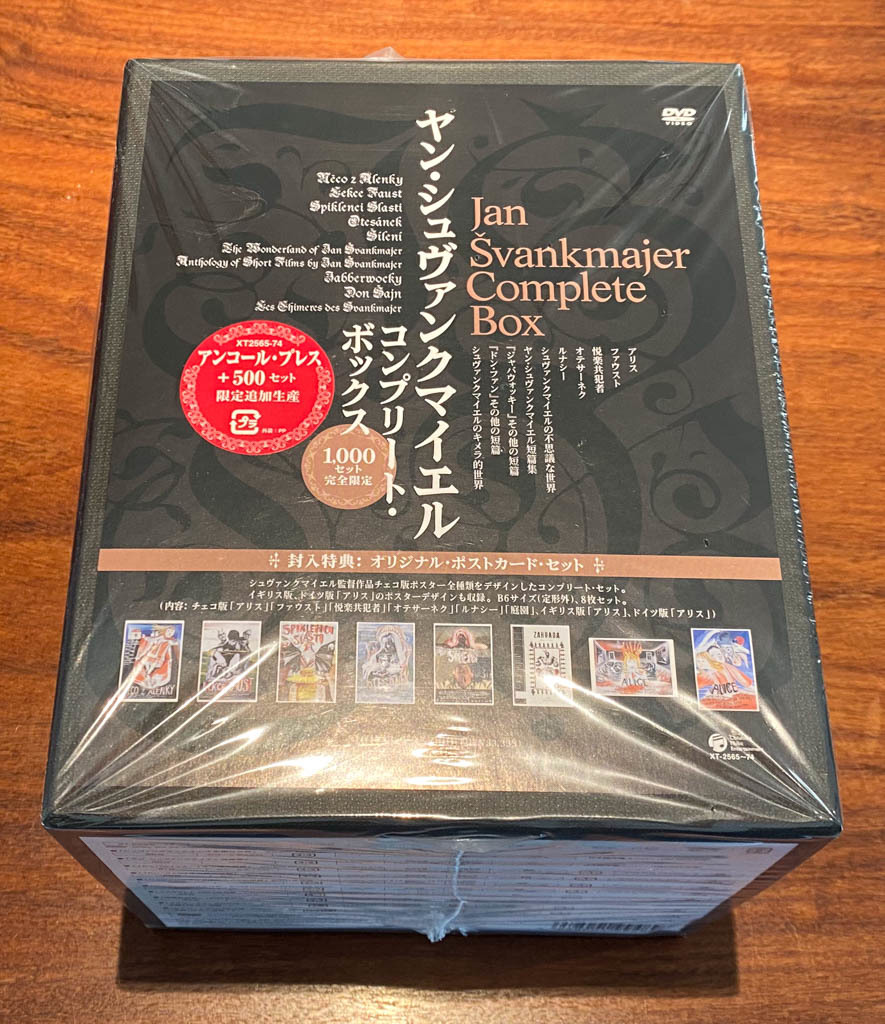 DVD
VIDEO
Něco z Alenky
Lekce Faust
Spiklenci Slasti
Otesánek
Šílení
The Wonderland of Jan Svankmajer
Anthology of Short Films by Jan Svankmajer
Jabberwocky
Don Šajn
Les Chimeres des Svankmajer
ヤン・シュヴァンクマイエル
コンプリート・
ボックス
Jan
Švankmajer
Complete
Box
アリス
ファウスト
悦楽共犯者
オテサーネク
ルナシー
シュヴァンクマイエルの不思議な世界
ヤン・シュヴァンクマイエル短篇集
『ジャバウォッキー』その他の短篇
『ドン・ファン』その他の短篇
シュヴァンクマイエルのキメラ的世界
XT2565-74
アンコール・プレス
+500セット
限定追加生産
プラ
外装:PP
1,000
セット
完全限定
封入特典: オリジナル・ポストカード・セット
シュヴァンクマイエル監督作品チェコ版ポスター全種類をデザインしたコンプリート・セット。
イギリス版、ドイツ版「アリス」のポスターデザインも収録。B6サイズ(定形外)、8枚セット。
(内容: チェコ版「アリス」「ファウスト」「悦楽共犯者」「オテサーネク」「ルナシー」「庭園」、イギリス版「アリス」、ドイツ版「アリス」)
SPIKLENCI
SLASTI
ZAHRADA
ALICE
ALICE
XT-2565~74